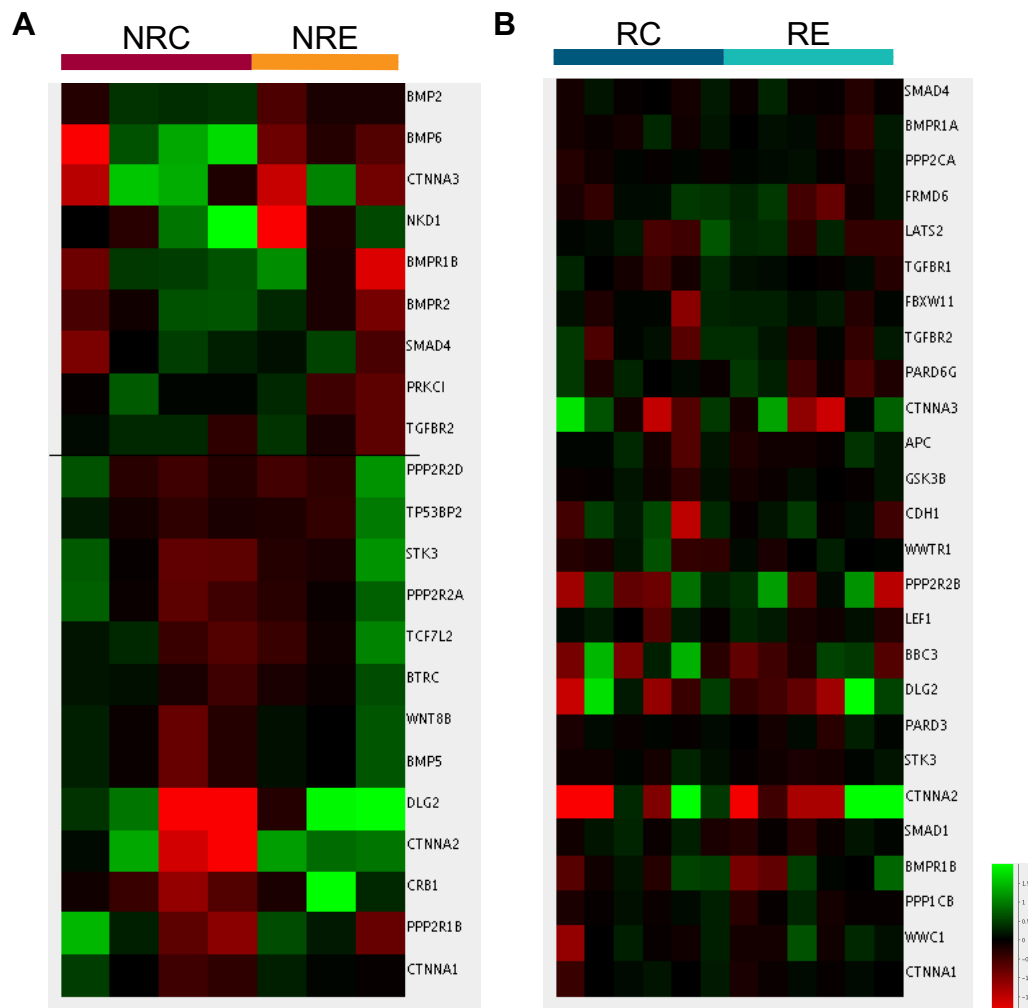 A
NRC
NRE
BMP2
BMP6
CTNNA3
NKD1
BMPR1B
BMPR2
SMAD4
PRKCI
TGFBR2
PPP2R2D
TP53BP2
STK3
PPP2R2A
TCF7L2
BTRC
WNT8B
BMP5
DLG2
CTNNA2
CRB1
PPP2R1B
CTNNA1
B
RC
RE
SMAD4
BMPR1A
PPP2CA
FRMD6
LATS2
TGFBR1
FBXW11
TGFBR2
PARD6G
CTNNA3
APC
GSK3B
CDH1
WWTR1
PPP2R2B
LEF1
BBC3
DLG2
PARD3
STK3
CTNNA2
SMAD1
BMPR1B
PPP1CB
WWC1
CTNNA1